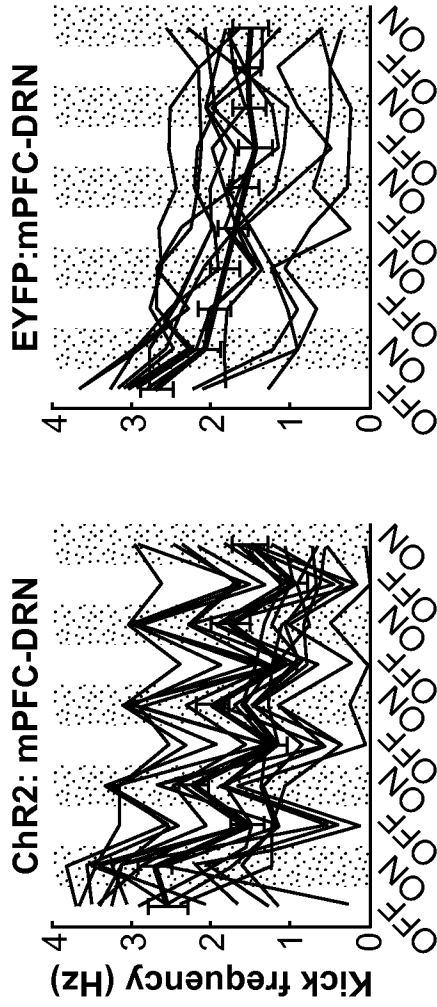 ChR2: mPFC-DRN
Kick frequency (Hz)
4
3
2
1
0
OFF
ON
OFF
ON
OFF
ON
OFF
ON
OFF
ON
EYFP:mPFC-DRN
4
3
2
1
0
OFF
ON
OFF
ON
OFF
ON
OFF
ON
OFF
ON